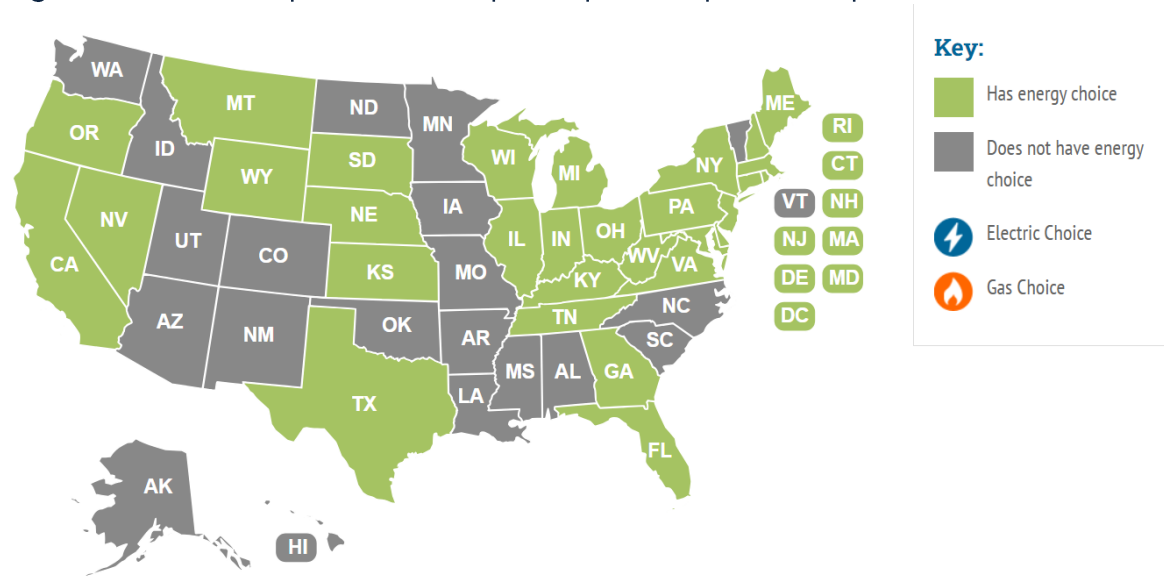 WA
MT
ND
MN
ME
OR
ID
SD
WI
MI
NY
RI
WY
CT
NV
NE
IA
PA
VT
NH
UT
CO
IL
IN
OH
NJ
MA
CA
KS
MO
WV
VA
KY
DE
MD
AZ
NM
OK
AR
TN
NC
DC
SC
TX
LA
MS
AL
GA
FL
AK
HI
Key:
Has energy choice
Does not have energy
choice
Electric Choice
Gas Choice